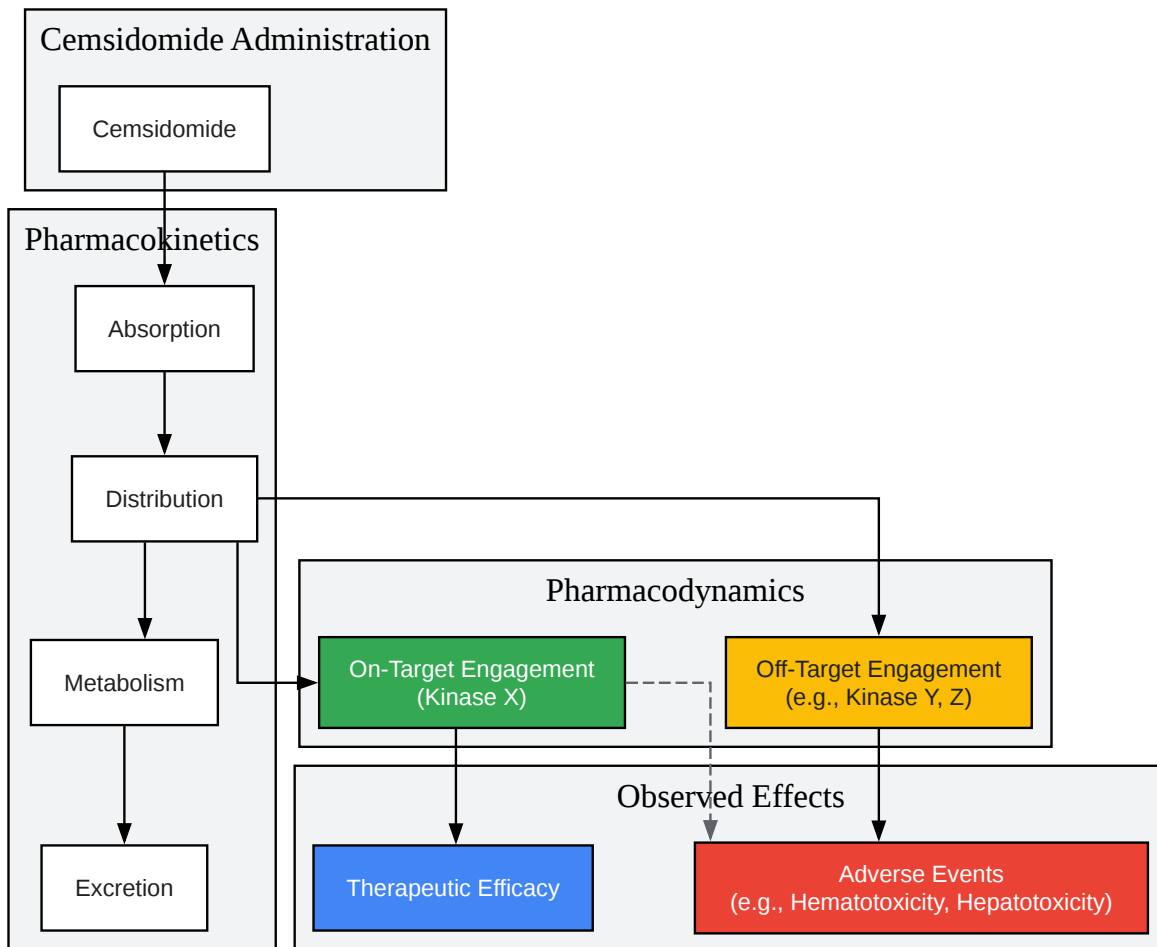 Cemsidomide Administration
Cemsidomide
Pharmacokinetics
Absorption
Distribution
Metabolism
Excretion
Pharmacodynamics
On-Target Engagement
(Kinase X)
Off-Target Engagement
(e.g., Kinase Y, Z)
Observed Effects
Therapeutic Efficacy
Adverse Events
(e.g., Hematotoxicity, Hepatotoxicity)